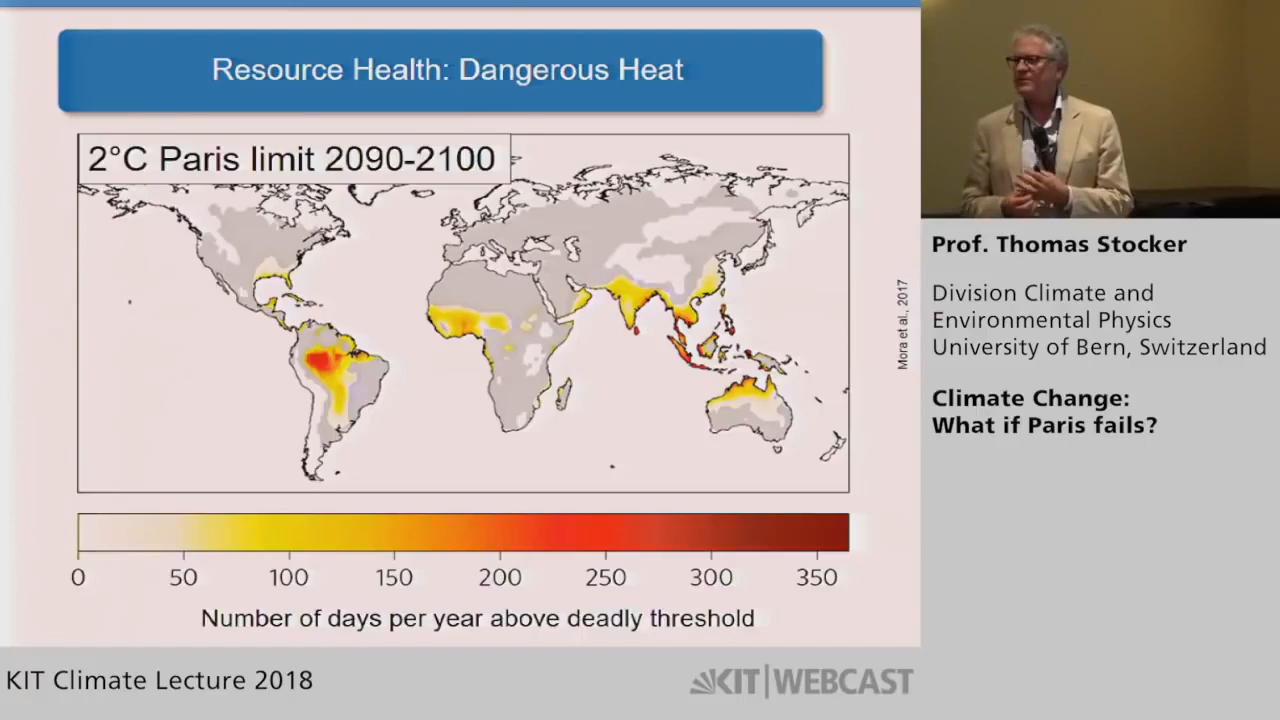 Resource Health: Dangerous Heat
2°C Paris limit 2090-2100
Mora et al., 2017
0 50 100 150 200 250 300 350
Number of days per year above deadly threshold
Prof. Thomas Stocker
Division Climate and
Environmental Physics
University of Bern, Switzerland
Climate Change:
What if Paris fails?
KIT Climate Lecture 2018
KIT|WEBCAST